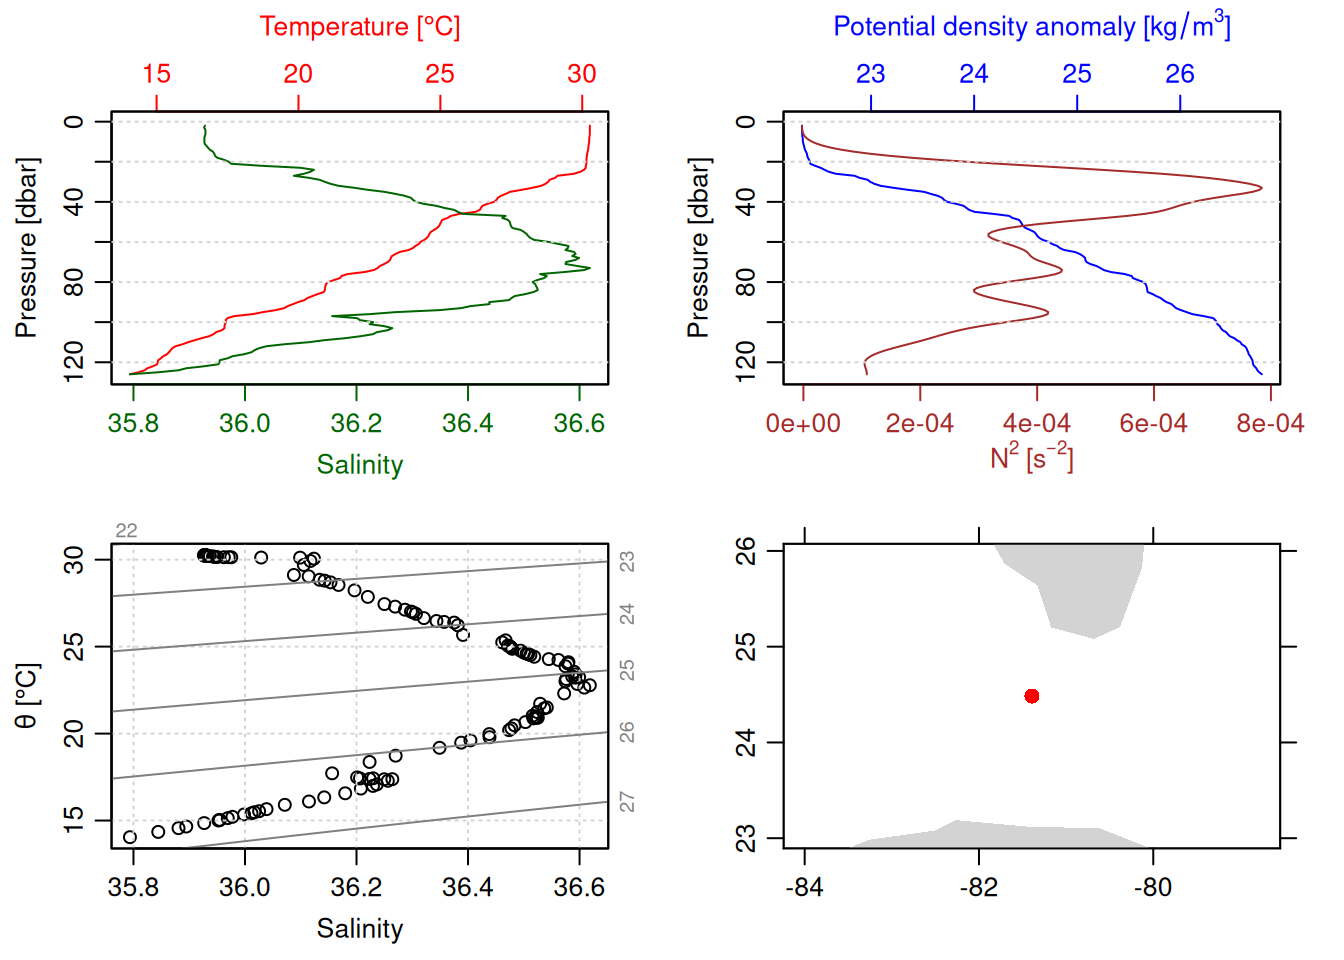 Temperature [°C]
15 20 25 30
Pressure [dbar]
0
40
80
120
35.8 36.0 36.2 36.4 36.6
Salinity
Potential density anomaly [kg/m³]
23 24 25 26
Pressure [dbar]
0
40
80
120
0e+00 2e-04 4e-04 6e-04 8e-04
N² [s⁻²]
22
θ [°C]
30
25
20
15
23
24
25
26
27
35.8 36.0 36.2 36.4 36.6
Salinity
26
25
24
23
-84 -82 -80